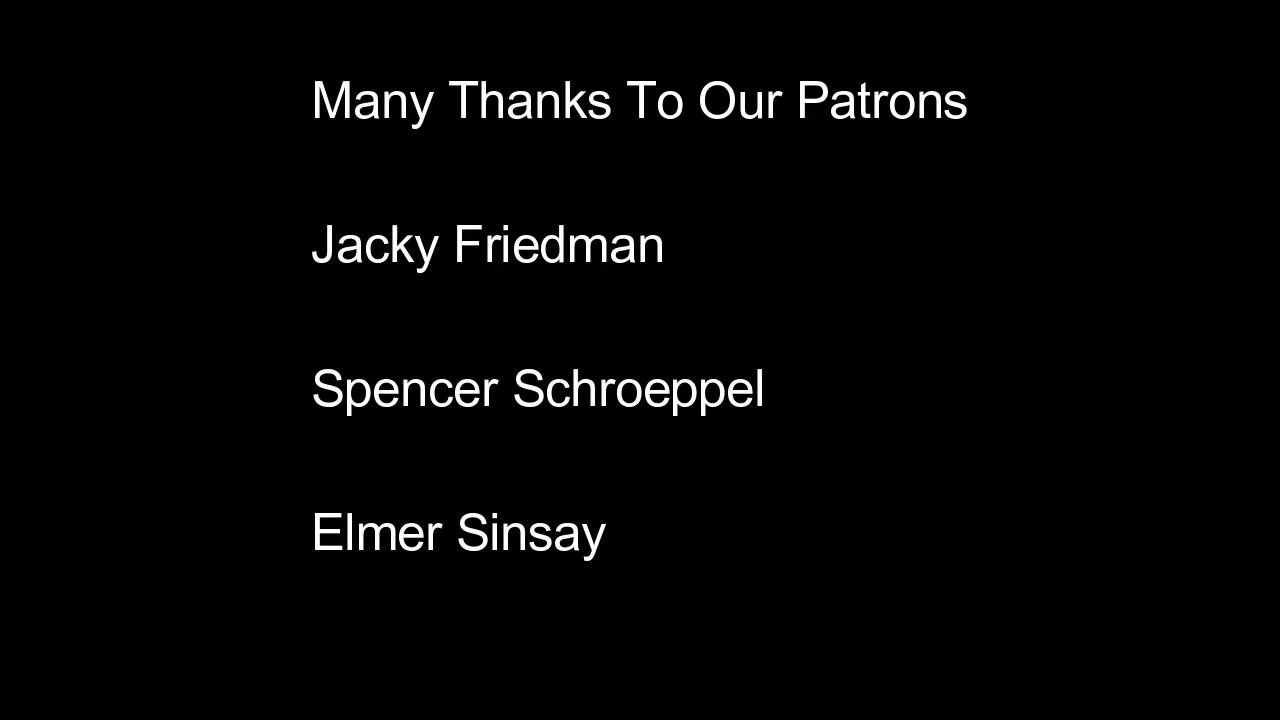 Many Thanks To Our Patrons
Jacky Friedman
Spencer Schroeppel
Elmer Sinsay